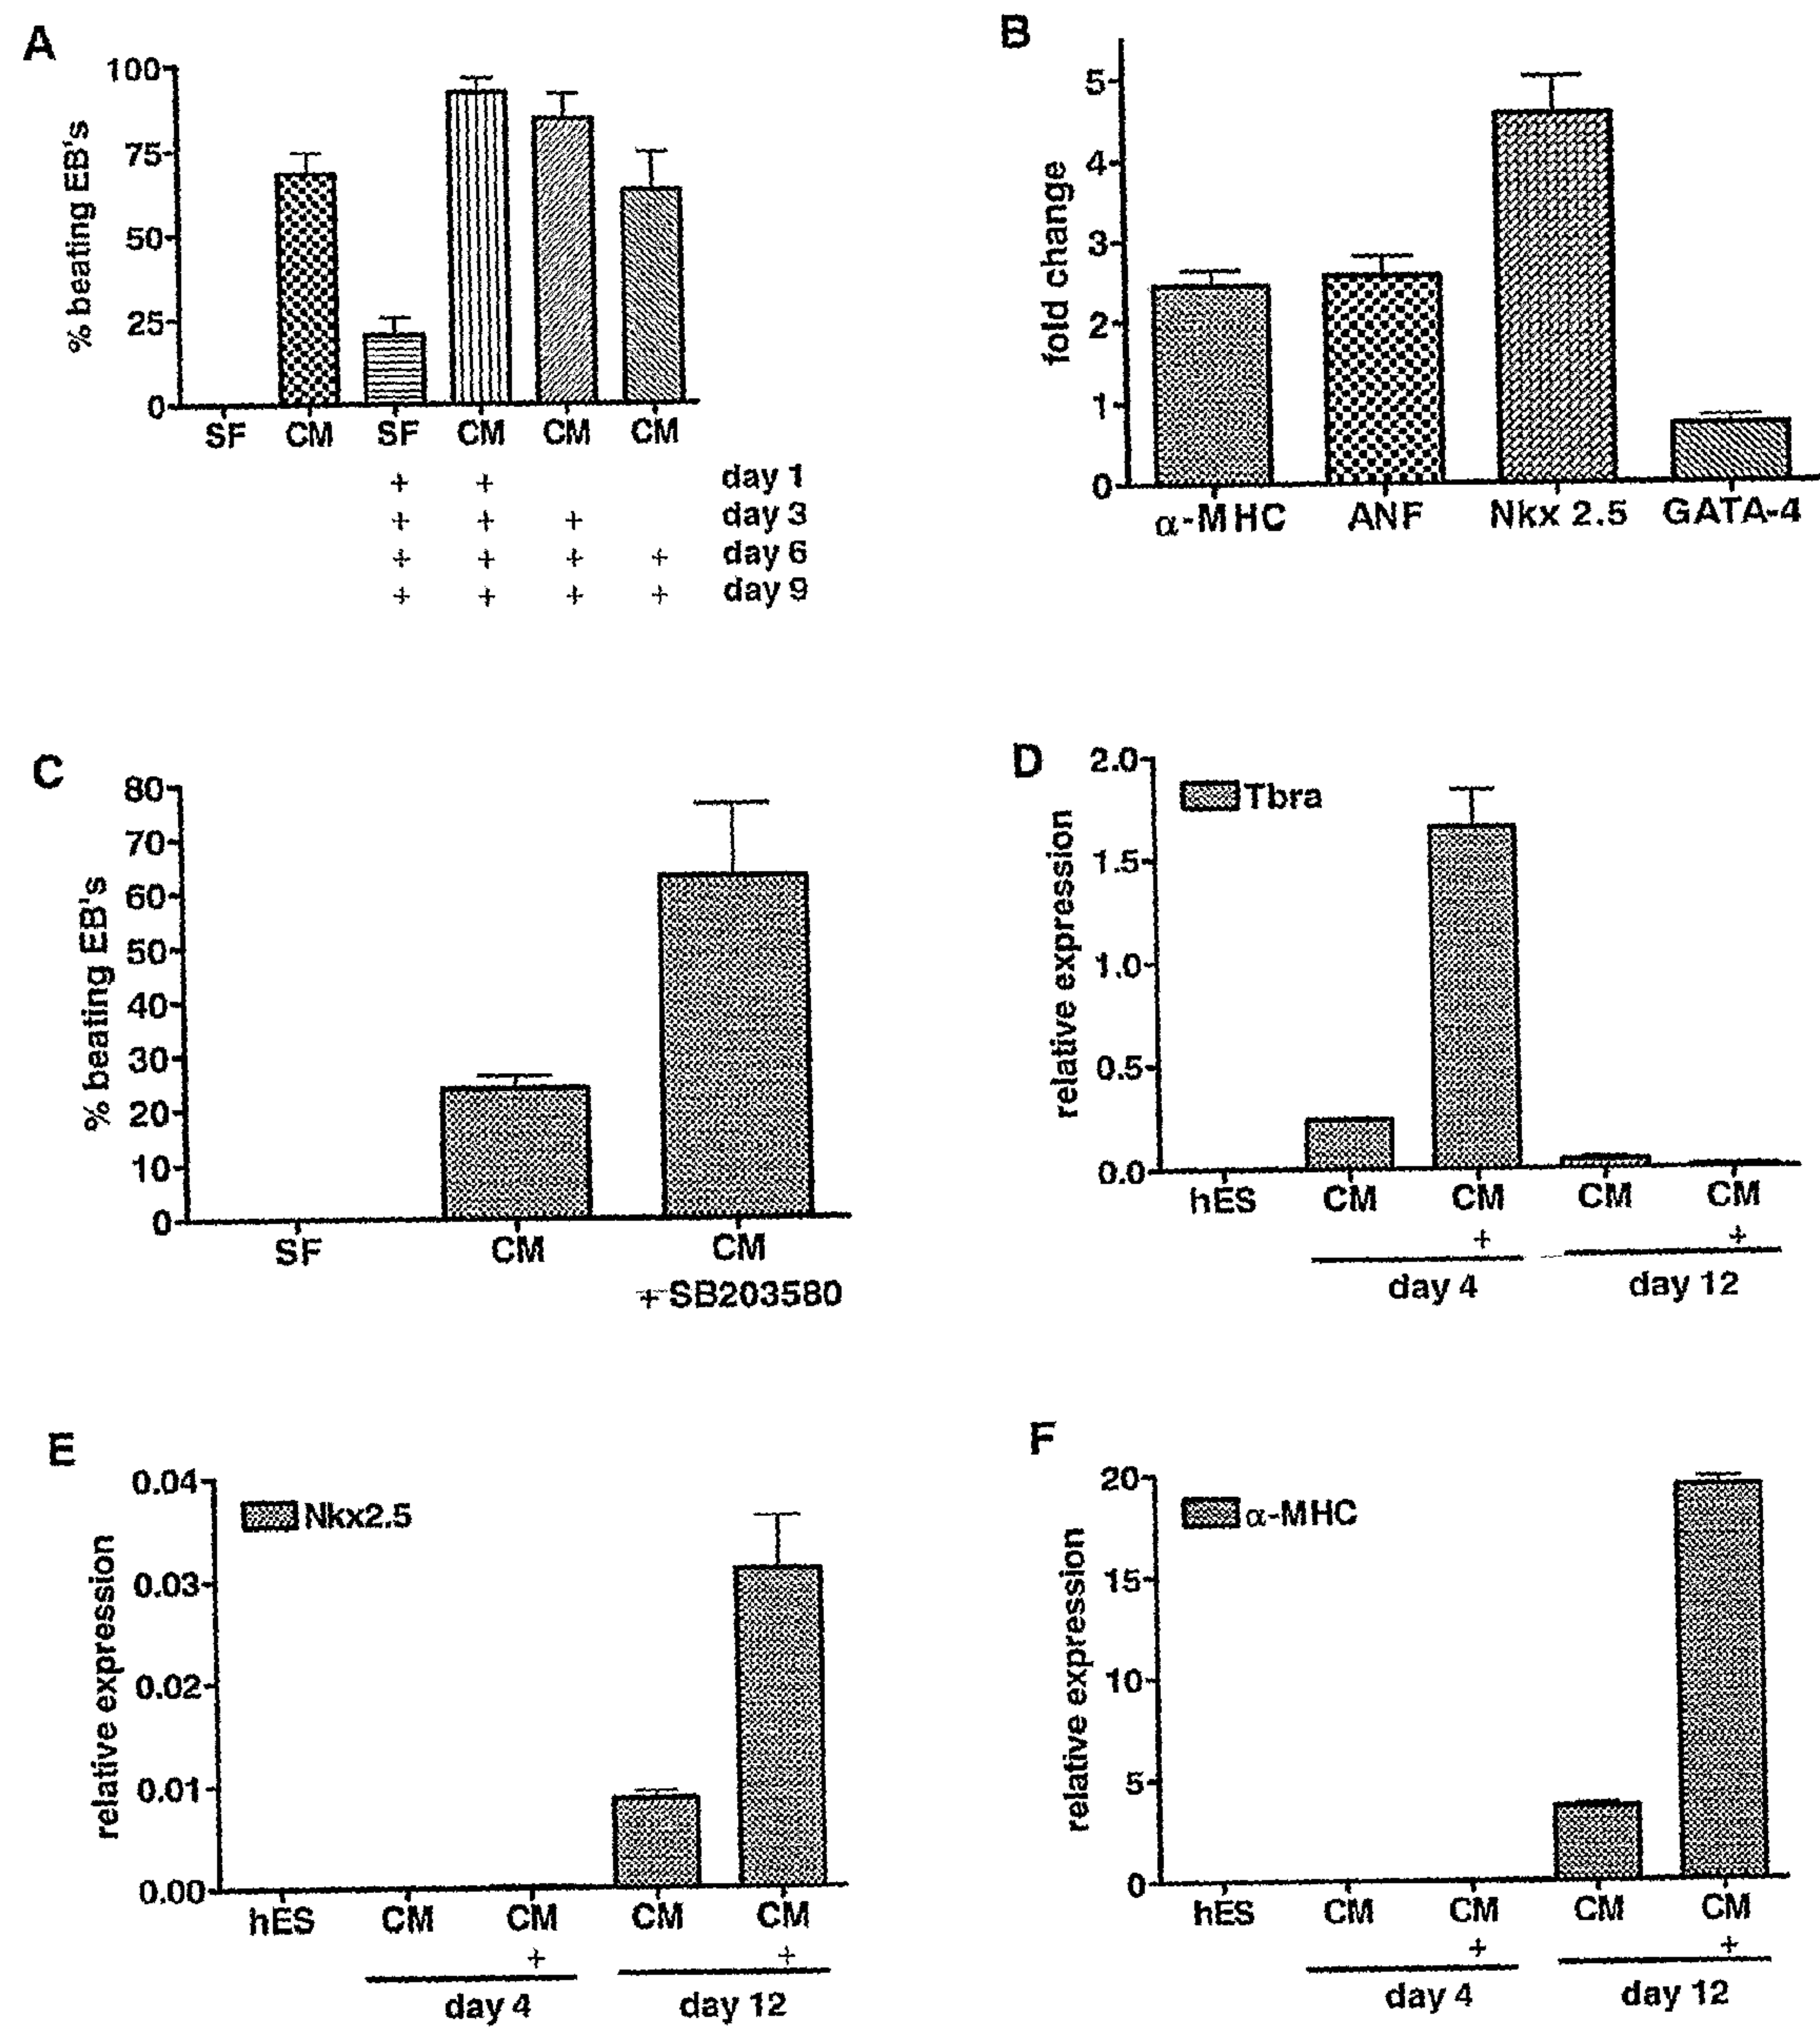 A
100
75
50
25
0
% beating EB's
SF CM SF CM CM CM
+ + day 1
+ + + day 3
+ + + + day 6
+ + + + day 9
B
5
4
3
2
1
0
fold change
α-MHC ANF Nkx 2.5 GATA-4
C
80
70
60
50
40
30
20
10
0
% beating EB's
SF CM CM
+ SB203580
D
2.0
1.5
1.0
0.5
0.0
relative expression
Tbra
hES CM CM CM CM
+ +
day 4 day 12
E
0.04
0.03
0.02
0.01
0.00
relative expression
Nkx2.5
hES CM CM CM CM
+ +
day 4 day 12
F
20
15
10
5
0
relative expression
α-MHC
hES CM CM CM CM
+ +
day 4 day 12